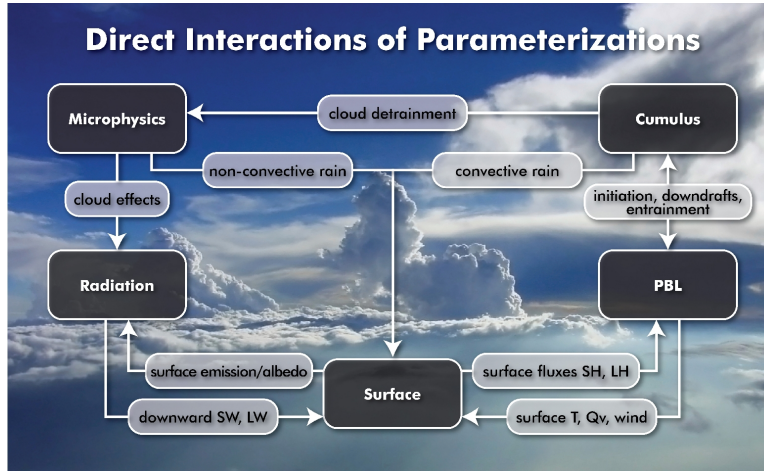 Direct Interactions of Parameterizations
Microphysics
cloud detrainment
Cumulus
non-convective rain
convective rain
cloud effects
initiation, downdrafts,
entrainment
Radiation
PBL
surface emission/albedo
surface fluxes SH, LH
Surface
downward SW, LW
surface T, Qv, wind